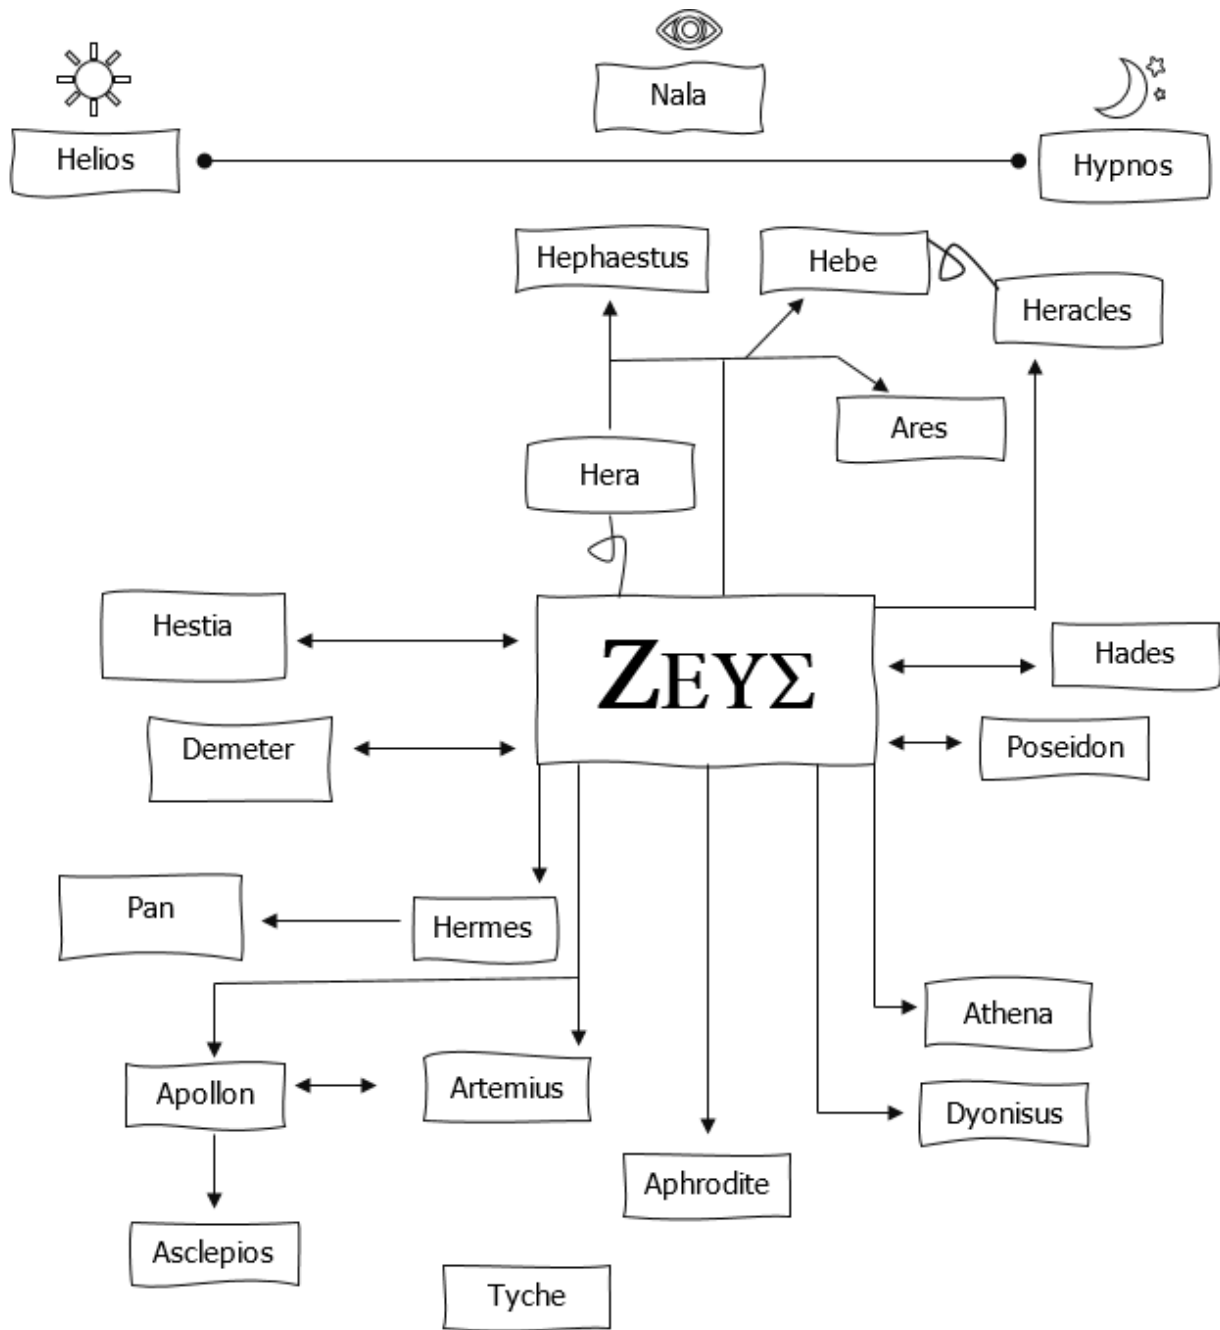 Nala
Helios
Hypnos
Hephaestus
Hebe
Heracles
Ares
Hera
Hestia
ΖΕΥΣ
Hades
Demeter
Poseidon
Pan
Hermes
Athena
Apollon
Artemius
Dyonisus
Aphrodite
Asclepios
Tyche